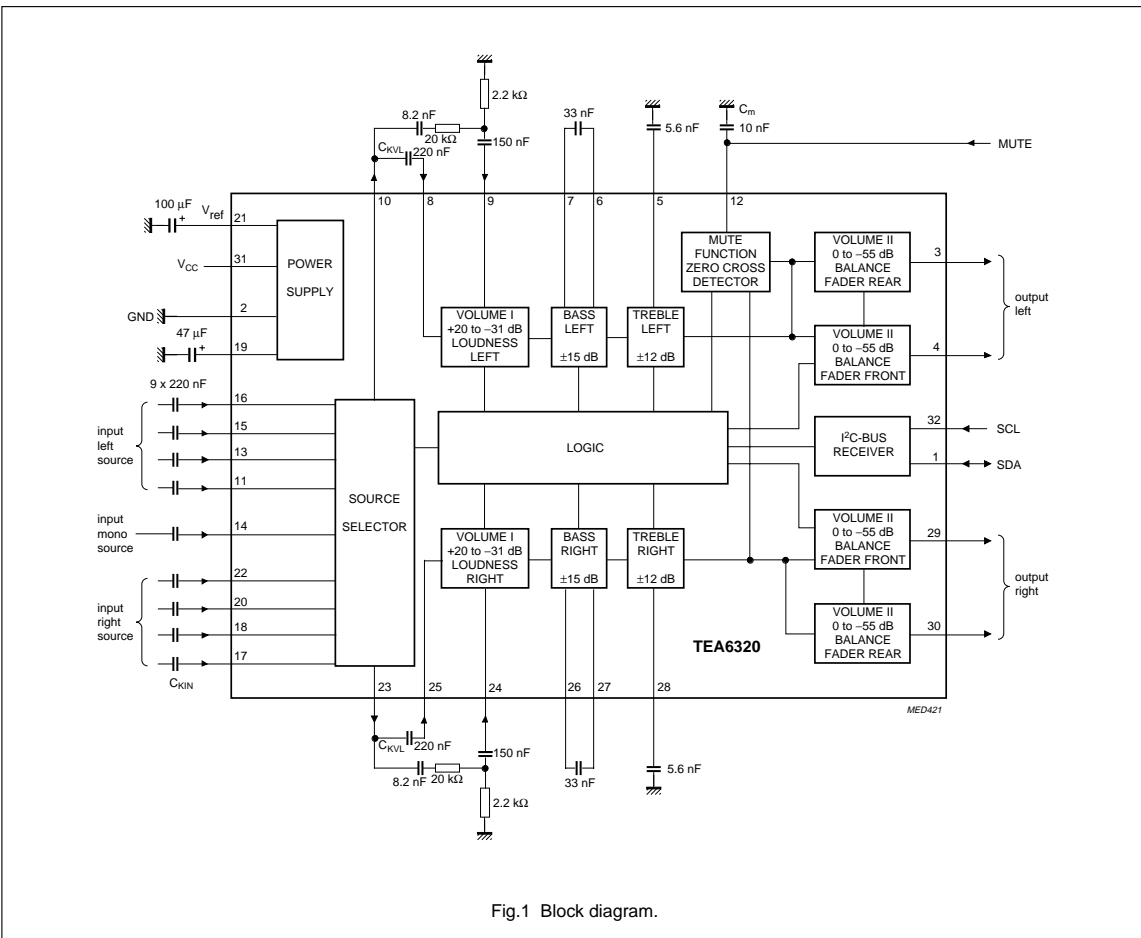 2.2 kΩ
8.2 nF
20 kΩ
150 nF
CKVL
220 nF
33 nF
5.6 nF
Cm
10 nF
MUTE
10
8
9
7
6
5
12
100 µF
+
Vref
21
VCC
31
GND
2
47 µF
+
19
POWER
SUPPLY
MUTE
FUNCTION
ZERO CROSS
DETECTOR
VOLUME II
0 to −55 dB
BALANCE
FADER REAR
3
VOLUME II
0 to −55 dB
BALANCE
FADER FRONT
4
output
left
VOLUME I
+20 to −31 dB
LOUDNESS
LEFT
BASS
LEFT
±15 dB
TREBLE
LEFT
±12 dB
9 x 220 nF
16
15
13
11
input
left
source
input
mono
source
14
22
20
18
17
input
right
source
CKIN
SOURCE
SELECTOR
LOGIC
I²C-BUS
RECEIVER
32
SCL
1
SDA
VOLUME I
+20 to −31 dB
LOUDNESS
RIGHT
BASS
RIGHT
±15 dB
TREBLE
RIGHT
±12 dB
VOLUME II
0 to −55 dB
BALANCE
FADER FRONT
29
VOLUME II
0 to −55 dB
BALANCE
FADER REAR
30
output
right
TEA6320
23
25
24
26
27
28
MED421
CKVL
220 nF
150 nF
8.2 nF
20 kΩ
2.2 kΩ
33 nF
5.6 nF
Fig.1 Block diagram.